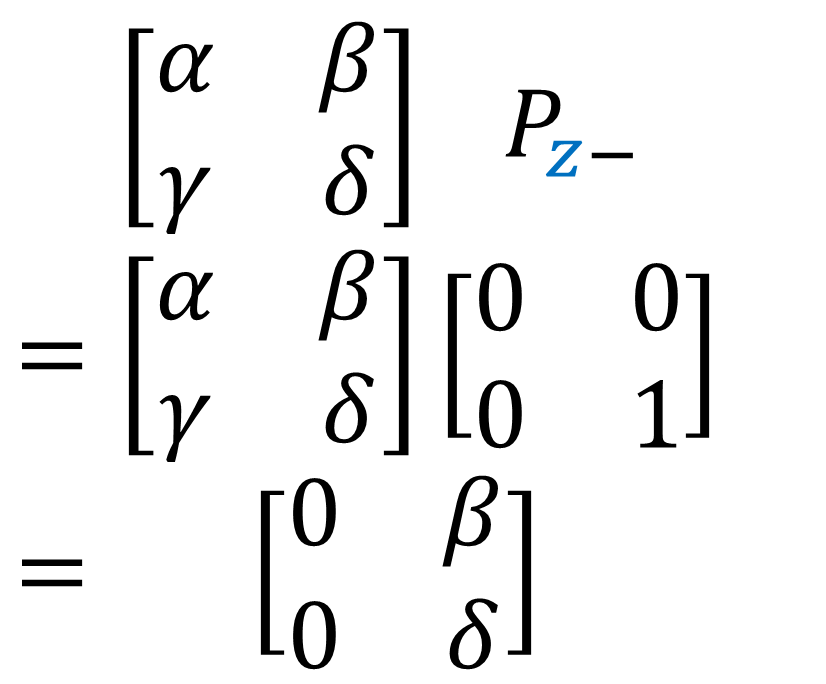 [α β γ δ] P_z−
= [α β γ δ] [0 0 0 1]
= [0 β 0 δ]